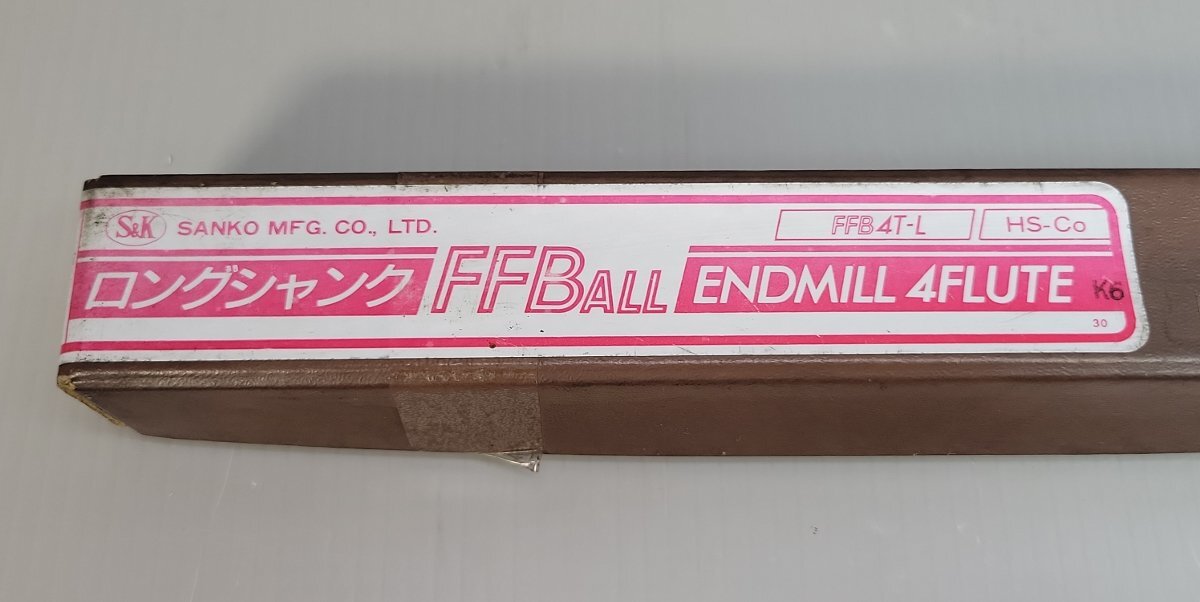 S&K SANKO MFG. CO., LTD. FFB4T-L HS-Co
ロングシャンク FFBALL ENDMILL 4FLUTE K6
30